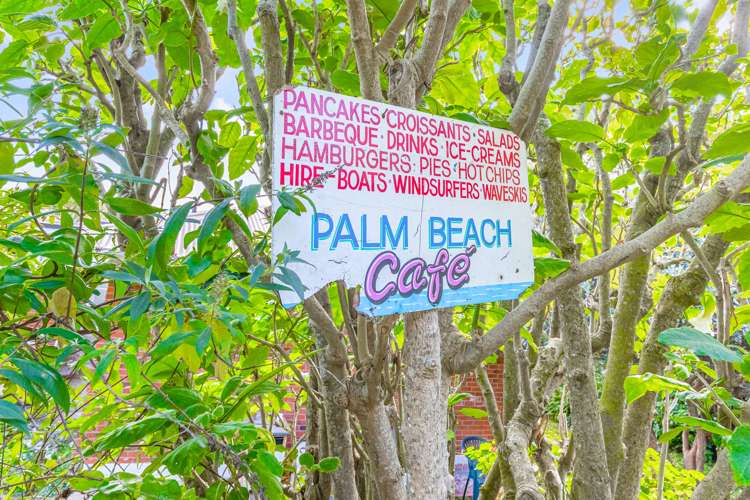 PANCAKES · CROISSANTS · SALADS
BARBEQUE · DRINKS · ICE-CREAMS
HAMBURGERS · PIES · HOT CHIPS
HIRE · BOATS · WINDSURFERS · WAVESKIS
PALM BEACH
Café